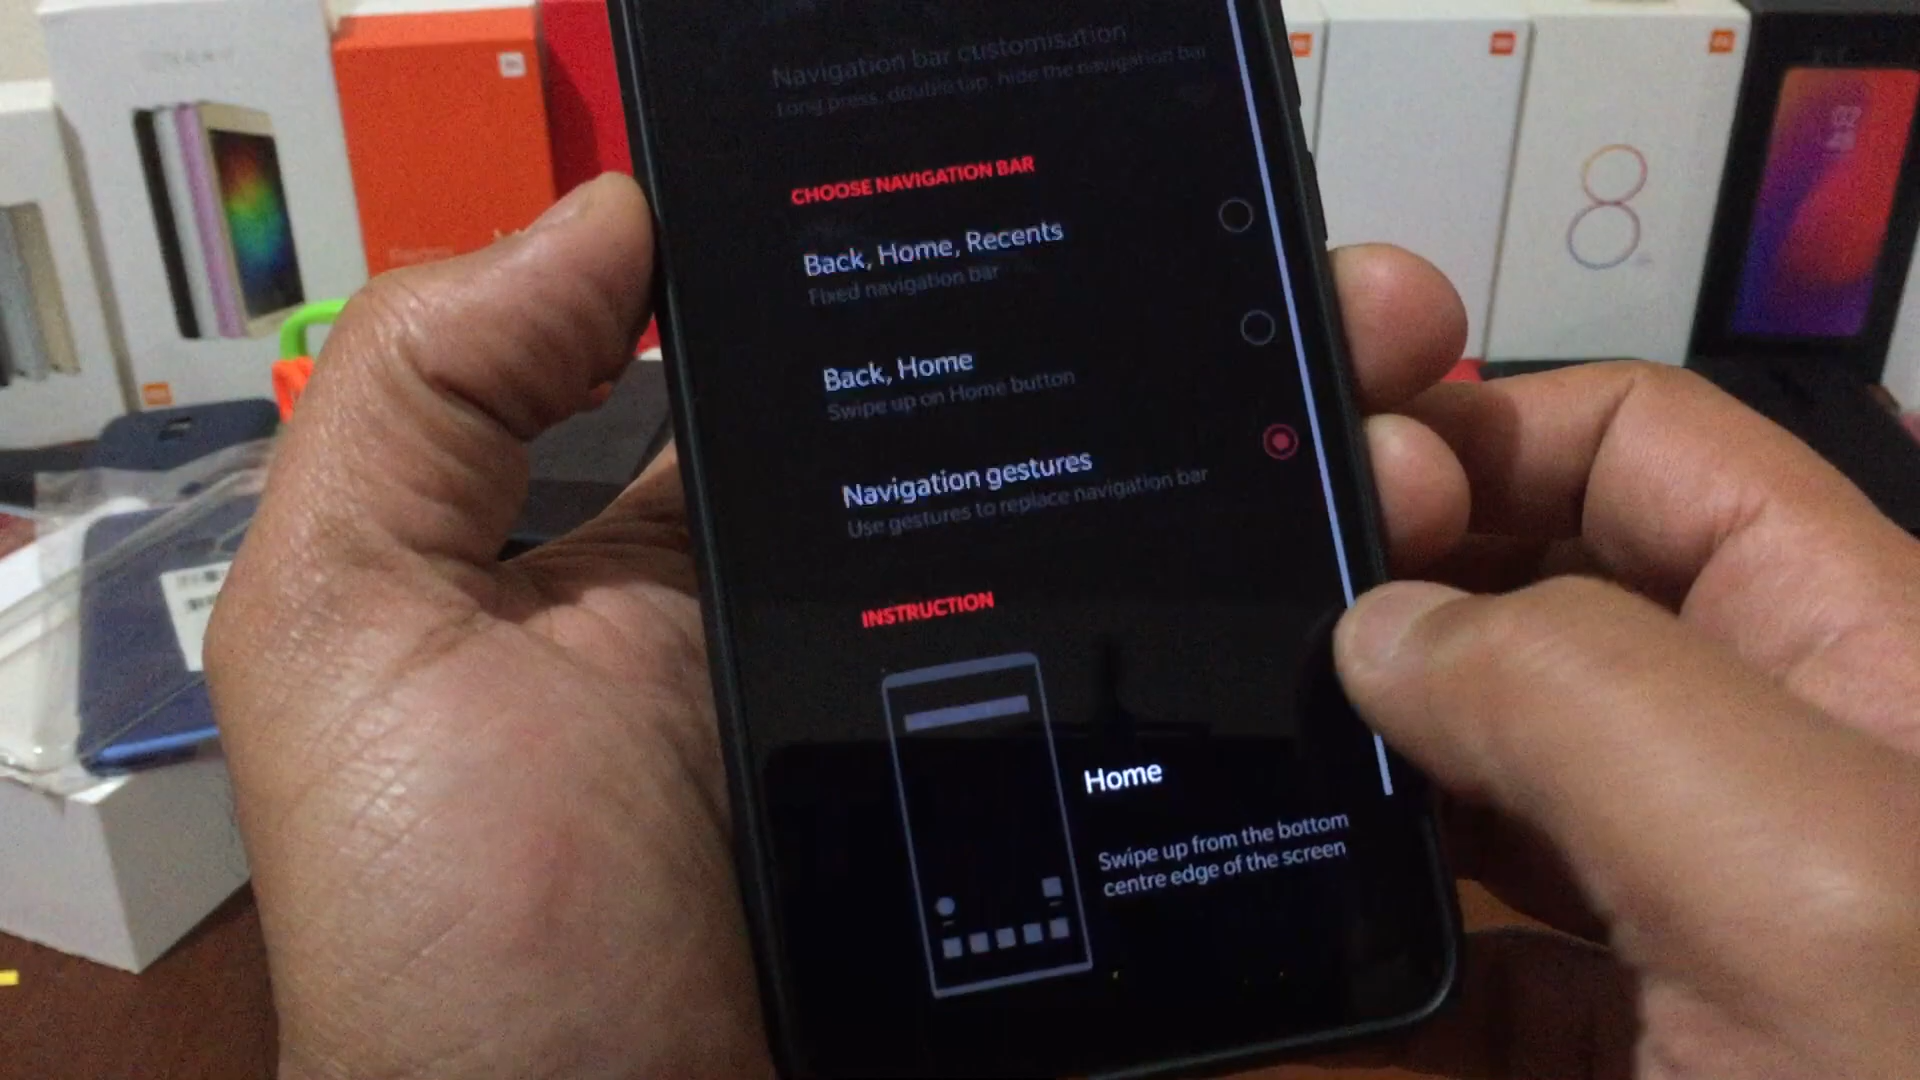 Navigation bar customisation
Long press, double tap, hide the navigation bar
CHOOSE NAVIGATION BAR
Back, Home, Recents
Fixed navigation bar
Back, Home
Swipe up on Home button
Navigation gestures
Use gestures to replace navigation bar
INSTRUCTION
Home
Swipe up from the bottom
centre edge of the screen
8